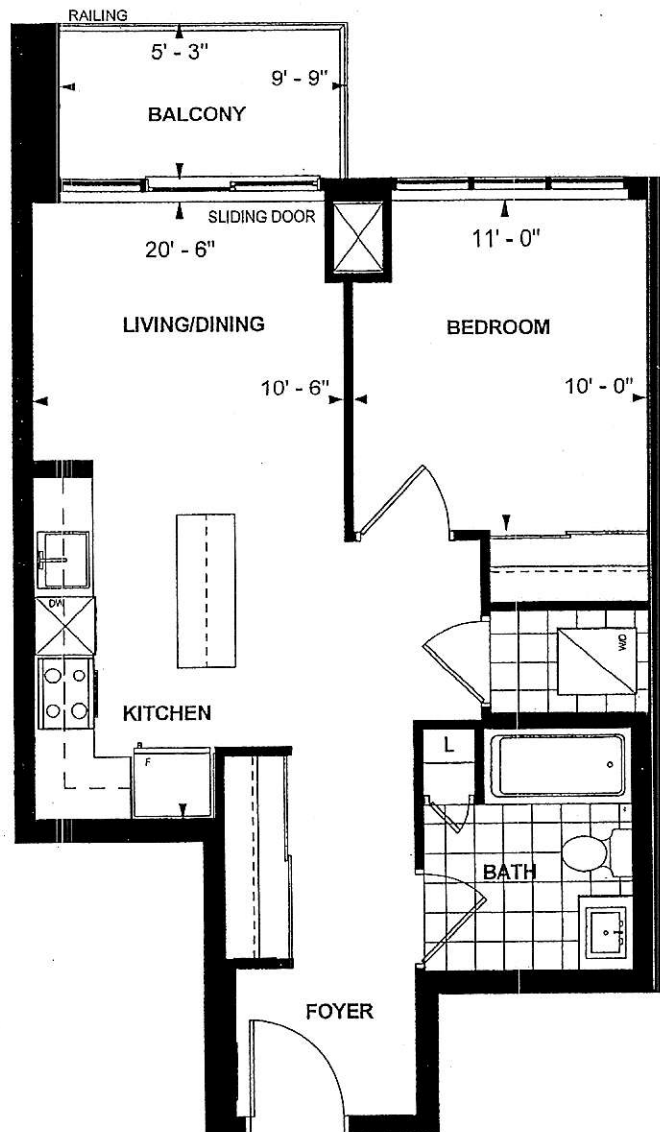 RAILING
5' - 3"
9' - 9"
BALCONY
SLIDING DOOR
20' - 6"
11' - 0"
LIVING/DINING
BEDROOM
10' - 6"
10' - 0"
DW
W/D
KITCHEN
L
F
BATH
FOYER